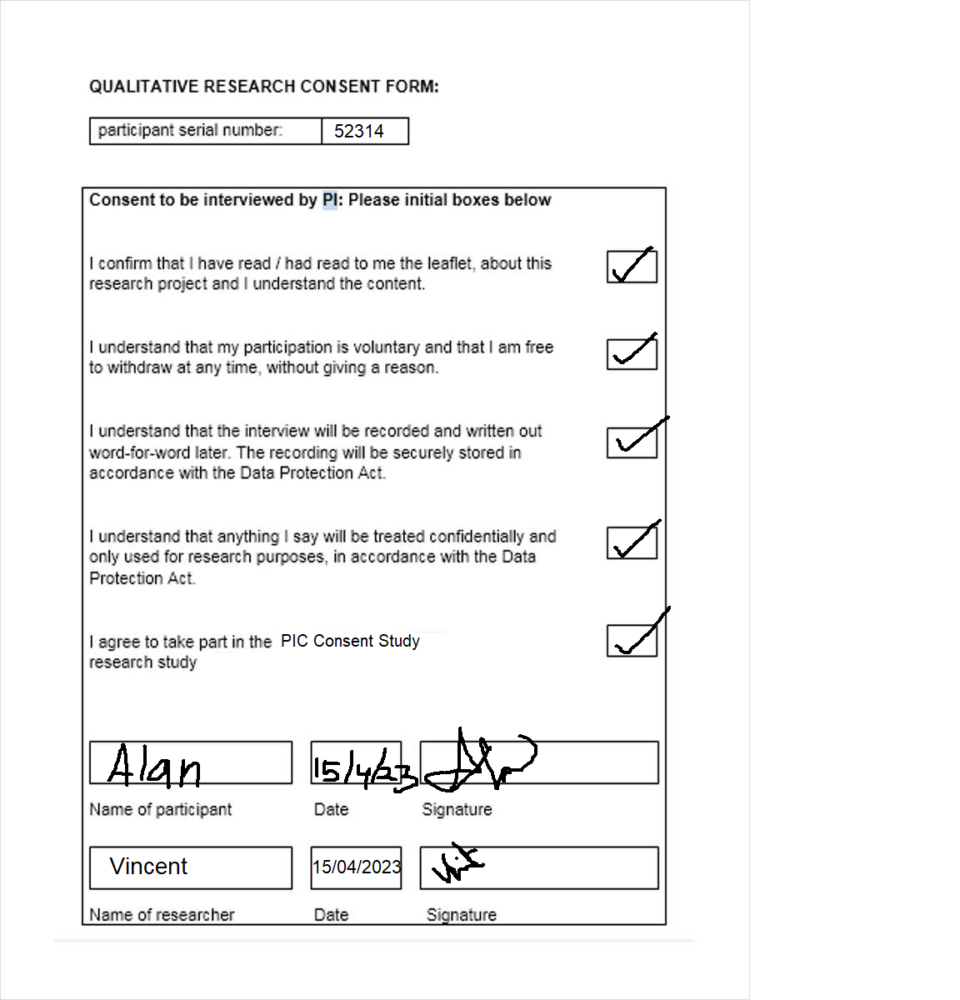 QUALITATIVE RESEARCH CONSENT FORM:
participant serial number: 52314
Consent to be interviewed by PI: Please initial boxes below
I confirm that I have read / had read to me the leaflet, about this
research project and I understand the content.
I understand that my participation is voluntary and that I am free
to withdraw at any time, without giving a reason.
I understand that the interview will be recorded and written out
word-for-word later. The recording will be securely stored in
accordance with the Data Protection Act.
I understand that anything I say will be treated confidentially and
only used for research purposes, in accordance with the Data
Protection Act.
I agree to take part in the PIC Consent Study
research study
Alan 15/4/23
Name of participant Date Signature
Vincent 15/04/2023
Name of researcher Date Signature